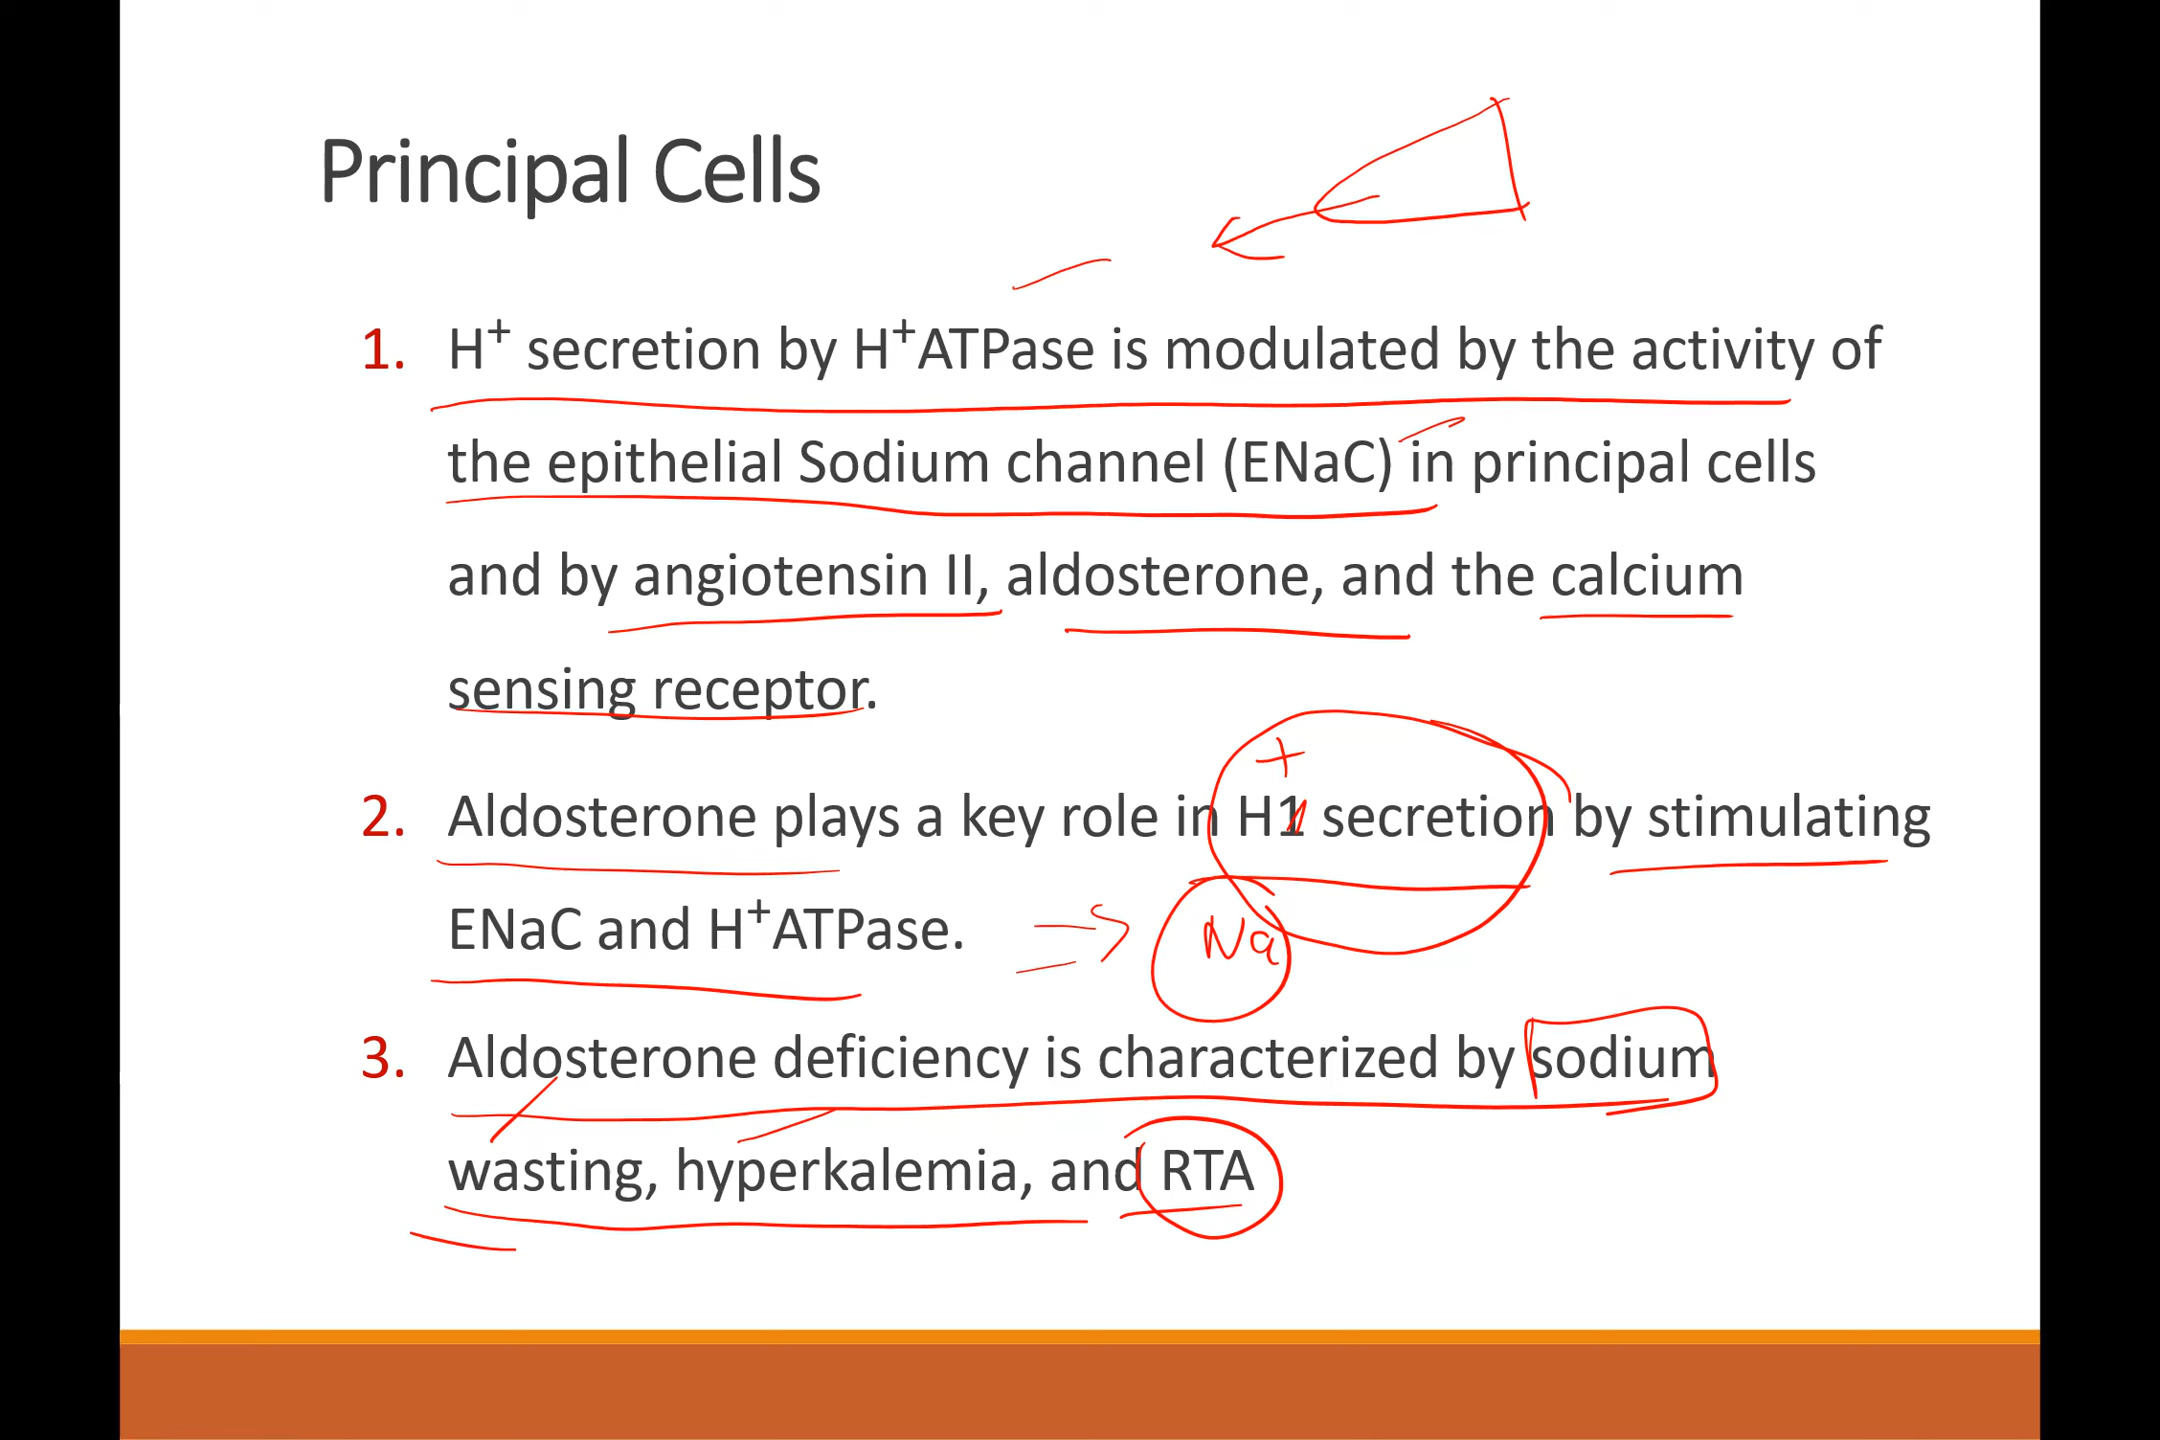 Principal Cells
1. H⁺ secretion by H⁺ATPase is modulated by the activity of
the epithelial Sodium channel (ENaC) in principal cells
and by angiotensin II, aldosterone, and the calcium
sensing receptor.
+
2. Aldosterone plays a key role in H1 secretion by stimulating
ENaC and H⁺ATPase. Na
3. Aldosterone deficiency is characterized by sodium
wasting, hyperkalemia, and RTA